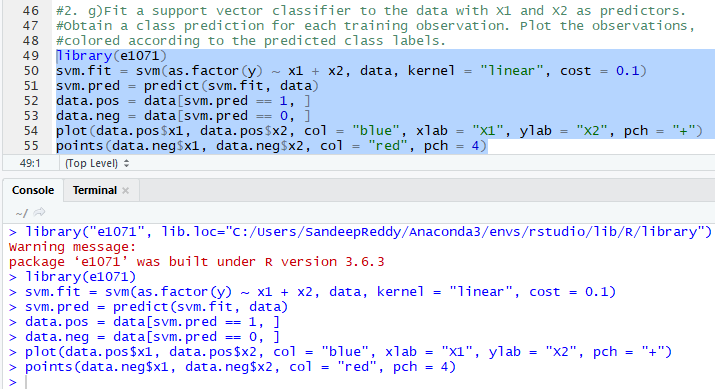 46 #2. g)Fit a support vector classifier to the data with X1 and X2 as predictors.
47 #Obtain a class prediction for each training observation. Plot the observations,
48 #colored according to the predicted class labels.
49 library(e1071)
50 svm.fit = svm(as.factor(y) ~ x1 + x2, data, kernel = "linear", cost = 0.1)
51 svm.pred = predict(svm.fit, data)
52 data.pos = data[svm.pred == 1, ]
53 data.neg = data[svm.pred == 0, ]
54 plot(data.pos$x1, data.pos$x2, col = "blue", xlab = "X1", ylab = "X2", pch = "+")
55 points(data.neg$x1, data.neg$x2, col = "red", pch = 4)
49:1 (Top Level)
Console Terminal ×
~/
> library("e1071", lib.loc="C:/Users/SandeepReddy/Anaconda3/envs/rstudio/lib/R/library")
Warning message:
package ‘e1071’ was built under R version 3.6.3
> library(e1071)
> svm.fit = svm(as.factor(y) ~ x1 + x2, data, kernel = "linear", cost = 0.1)
> svm.pred = predict(svm.fit, data)
> data.pos = data[svm.pred == 1, ]
> data.neg = data[svm.pred == 0, ]
> plot(data.pos$x1, data.pos$x2, col = "blue", xlab = "X1", ylab = "X2", pch = "+")
> points(data.neg$x1, data.neg$x2, col = "red", pch = 4)
>